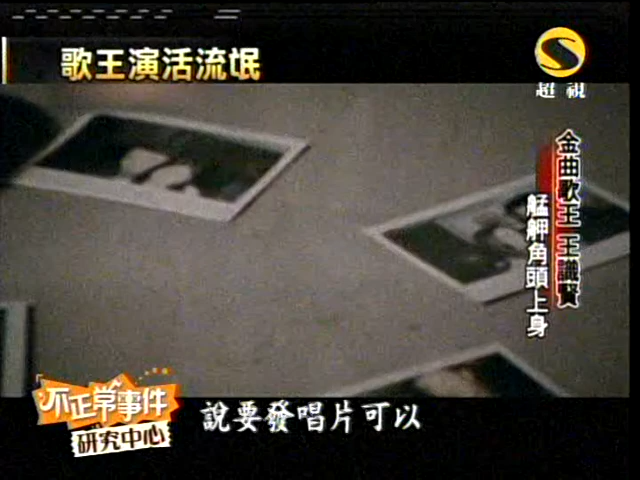 歌王演活流氓
超視
金曲歌王 王識賢
艋舺角頭上身
不正常事件
研究中心
說要發唱片可以